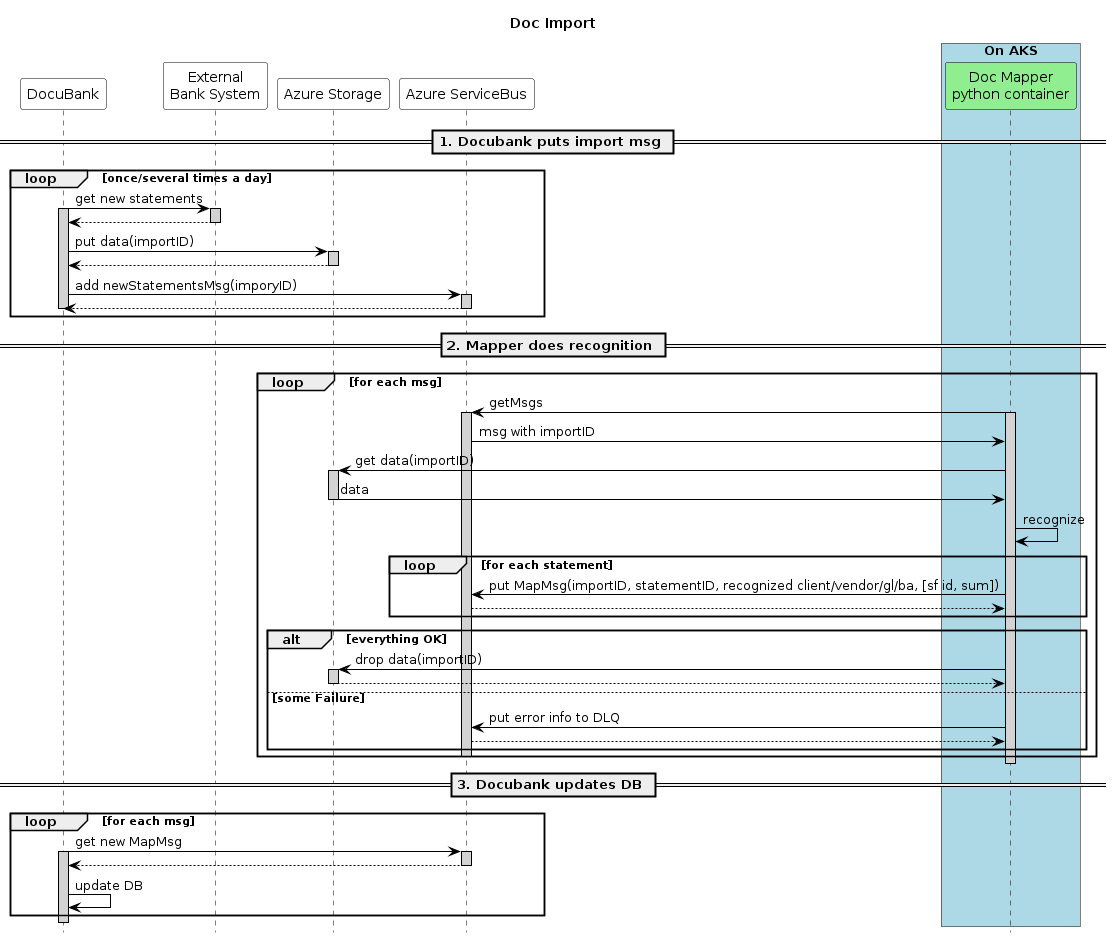 Doc Import
On AKS
DocuBank
External
Bank System
Azure Storage
Azure ServiceBus
Doc Mapper
python container
1. Docubank puts import msg
loop [once/several times a day]
get new statements
put data(importID)
add newStatementsMsg(imporyID)
2. Mapper does recognition
loop [for each msg]
getMsgs
msg with importID
get data(importID)
data
recognize
loop [for each statement]
put MapMsg(importID, statementID, recognized client/vendor/gl/ba, [sf id, sum])
alt [everything OK]
drop data(importID)
[some Failure]
put error info to DLQ
3. Docubank updates DB
loop [for each msg]
get new MapMsg
update DB